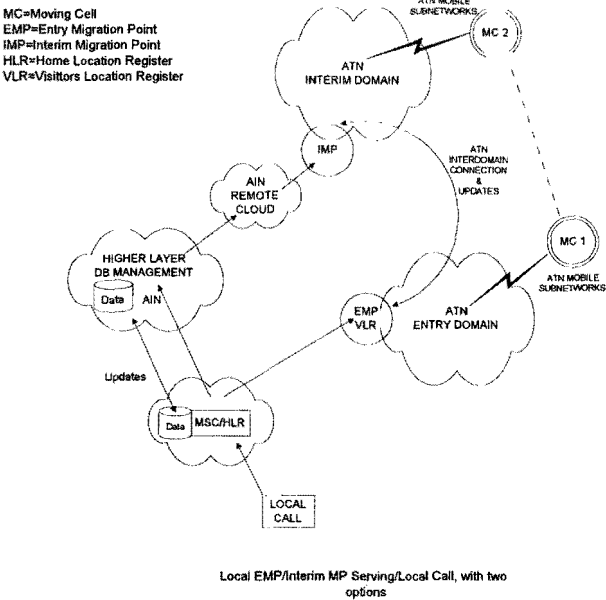 MC=Moving Cell
EMP=Entry Migration Point
IMP=Interim Migration Point
HLR=Home Location Register
VLR=Visittors Location Register
ATN MOBILE
SUBNETWORKS
MC 2
ATN
INTERIM DOMAIN
IMP
ATN
INTERDOMAIN
CONNECTION
&
UPDATES
AIN
REMOTE
CLOUD
MC 1
ATN MOBILE
SUBNETWORKS
HIGHER LAYER
DB MANAGEMENT
Data AIN
EMP
VLR
ATN
ENTRY DOMAIN
Updates
Data MSC/HLR
LOCAL
CALL
Local EMP/Interim MP Serving/Local Call, with two
options